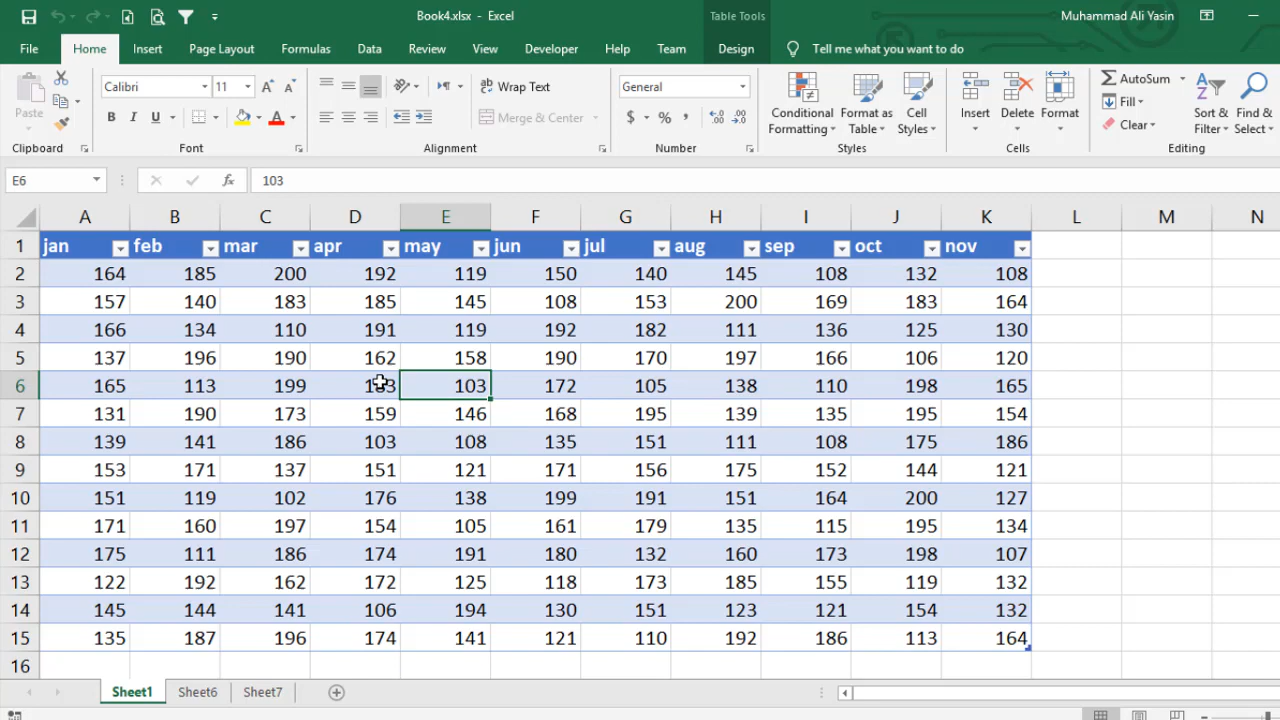 Book4.xlsx - Excel
Table Tools
Muhammad Ali Yasin
File Home Insert Page Layout Formulas Data Review View Developer Help Team Design Tell me what you want to do
Paste
Calibri 11
B I U A
Wrap Text
Merge & Center
General
$ % ,
Conditional Formatting
Format as Table
Cell Styles
Insert Delete Format
AutoSum
Fill
Clear
Sort & Filter
Find & Select
Clipboard Font Alignment Number Styles Cells Editing
E6 fx 103
A B C D E F G H I J K L M N
1 jan feb mar apr may jun jul aug sep oct nov
2 164 185 200 192 119 150 140 145 108 132 108
3 157 140 183 185 145 108 153 200 169 183 164
4 166 134 110 191 119 192 182 111 136 125 130
5 137 196 190 162 158 190 170 197 166 106 120
6 165 113 199 103 172 105 138 110 198 165
7 131 190 173 159 146 168 195 139 135 195 154
8 139 141 186 103 108 135 151 111 108 175 186
9 153 171 137 151 121 171 156 175 152 144 121
10 151 119 102 176 138 199 191 151 164 200 127
11 171 160 197 154 105 161 179 135 115 195 134
12 175 111 186 174 191 180 132 160 173 198 107
13 122 192 162 172 125 118 173 185 155 119 132
14 145 144 141 106 194 130 151 123 121 154 132
15 135 187 196 174 141 121 110 192 186 113 164
16
Sheet1 Sheet6 Sheet7